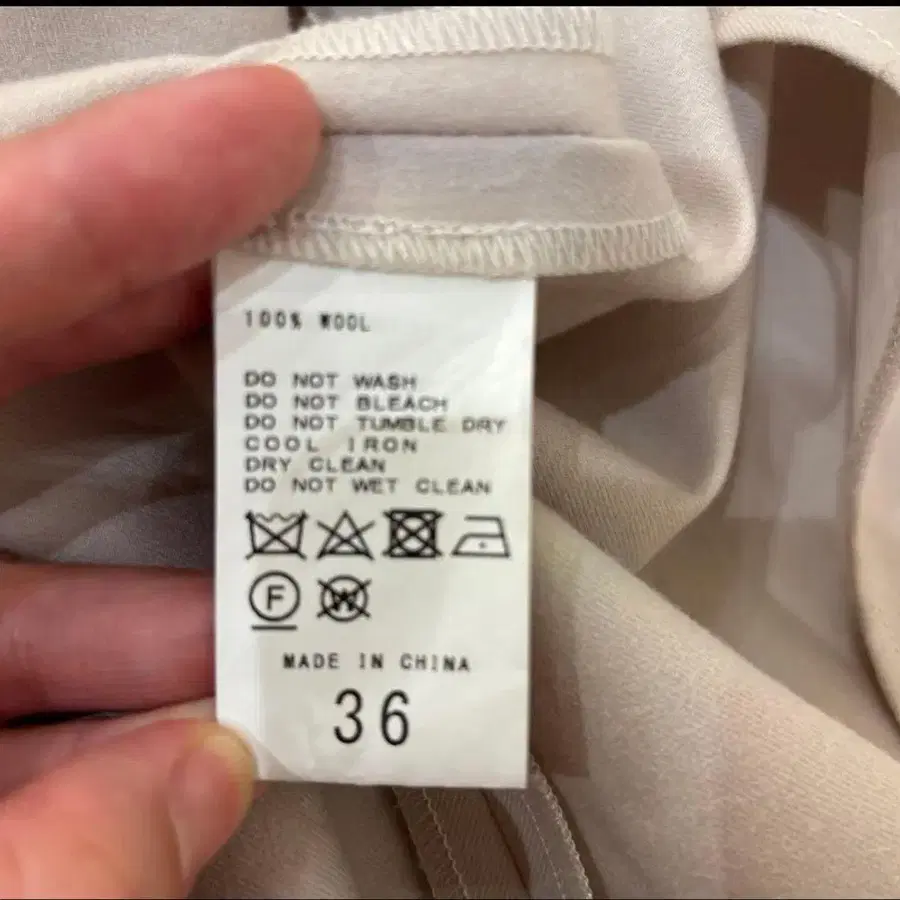 100% WOOL
DO NOT WASH
DO NOT BLEACH
DO NOT TUMBLE DRY
COOL IRON
DRY CLEAN
DO NOT WET CLEAN
F W
MADE IN CHINA
36